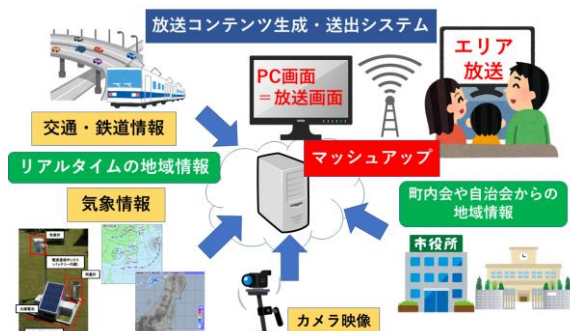 放送コンテンツ生成・送出システム
PC画面
＝放送画面
エリア
放送
交通・鉄道情報
マッシュアップ
リアルタイムの地域情報
気象情報
町内会や自治会からの
地域情報
市役所
カメラ映像